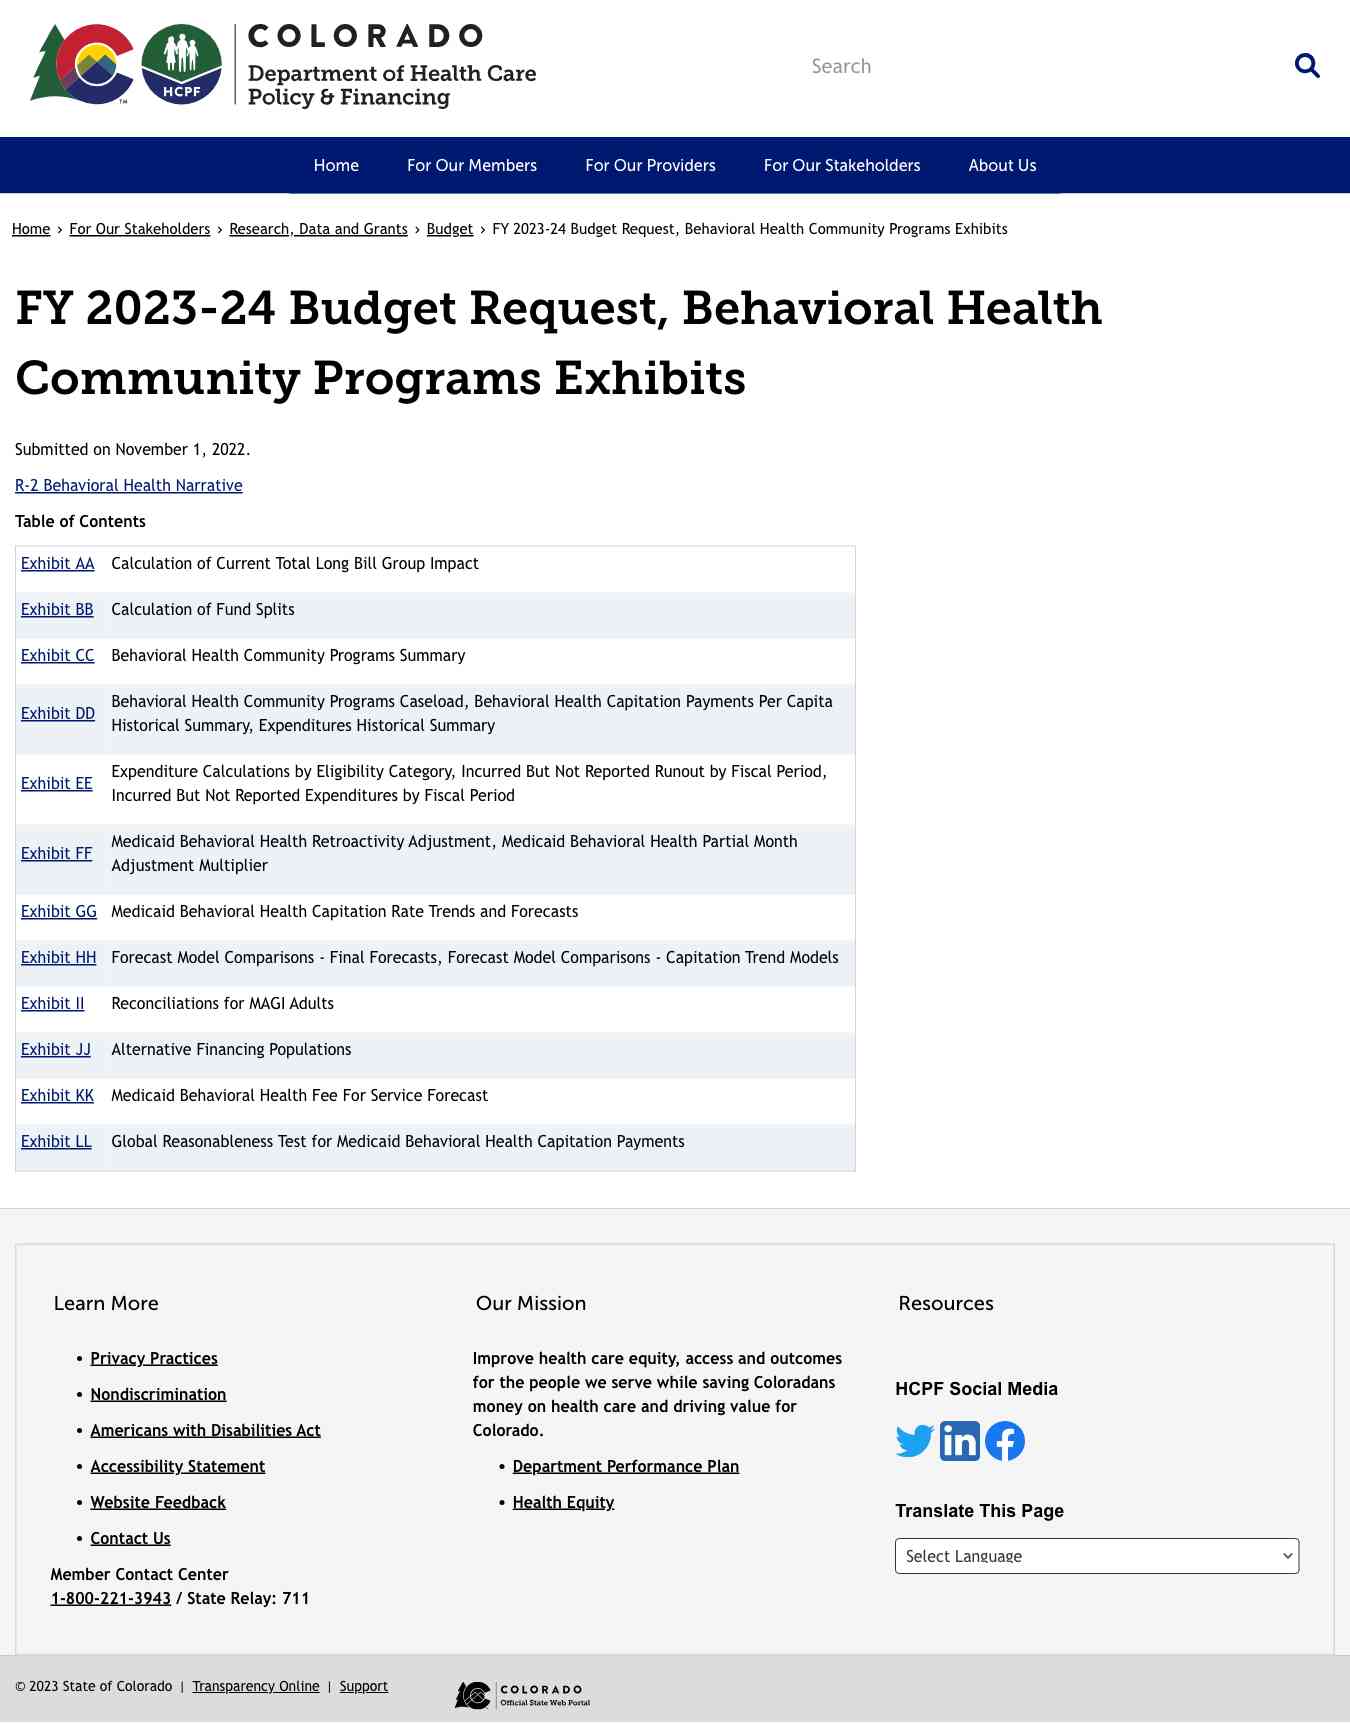 COLORADO
Department of Health Care
Policy & Financing
HCPF
TM
Search
Home
For Our Members
For Our Providers
For Our Stakeholders
About Us
Home › For Our Stakeholders › Research, Data and Grants › Budget › FY 2023-24 Budget Request, Behavioral Health Community Programs Exhibits
FY 2023-24 Budget Request, Behavioral Health
Community Programs Exhibits
Submitted on November 1, 2022.
R-2 Behavioral Health Narrative
Table of Contents
Exhibit AA Calculation of Current Total Long Bill Group Impact
Exhibit BB Calculation of Fund Splits
Exhibit CC Behavioral Health Community Programs Summary
Exhibit DD Behavioral Health Community Programs Caseload, Behavioral Health Capitation Payments Per Capita
Historical Summary, Expenditures Historical Summary
Exhibit EE Expenditure Calculations by Eligibility Category, Incurred But Not Reported Runout by Fiscal Period,
Incurred But Not Reported Expenditures by Fiscal Period
Exhibit FF Medicaid Behavioral Health Retroactivity Adjustment, Medicaid Behavioral Health Partial Month
Adjustment Multiplier
Exhibit GG Medicaid Behavioral Health Capitation Rate Trends and Forecasts
Exhibit HH Forecast Model Comparisons - Final Forecasts, Forecast Model Comparisons - Capitation Trend Models
Exhibit II Reconciliations for MAGI Adults
Exhibit JJ Alternative Financing Populations
Exhibit KK Medicaid Behavioral Health Fee For Service Forecast
Exhibit LL Global Reasonableness Test for Medicaid Behavioral Health Capitation Payments
Learn More
• Privacy Practices
• Nondiscrimination
• Americans with Disabilities Act
• Accessibility Statement
• Website Feedback
• Contact Us
Member Contact Center
1-800-221-3943 / State Relay: 711
Our Mission
Improve health care equity, access and outcomes
for the people we serve while saving Coloradans
money on health care and driving value for
Colorado.
• Department Performance Plan
• Health Equity
Resources
HCPF Social Media
in
Translate This Page
Select Language
© 2023 State of Colorado | Transparency Online | Support
COLORADO
Official State Web Portal